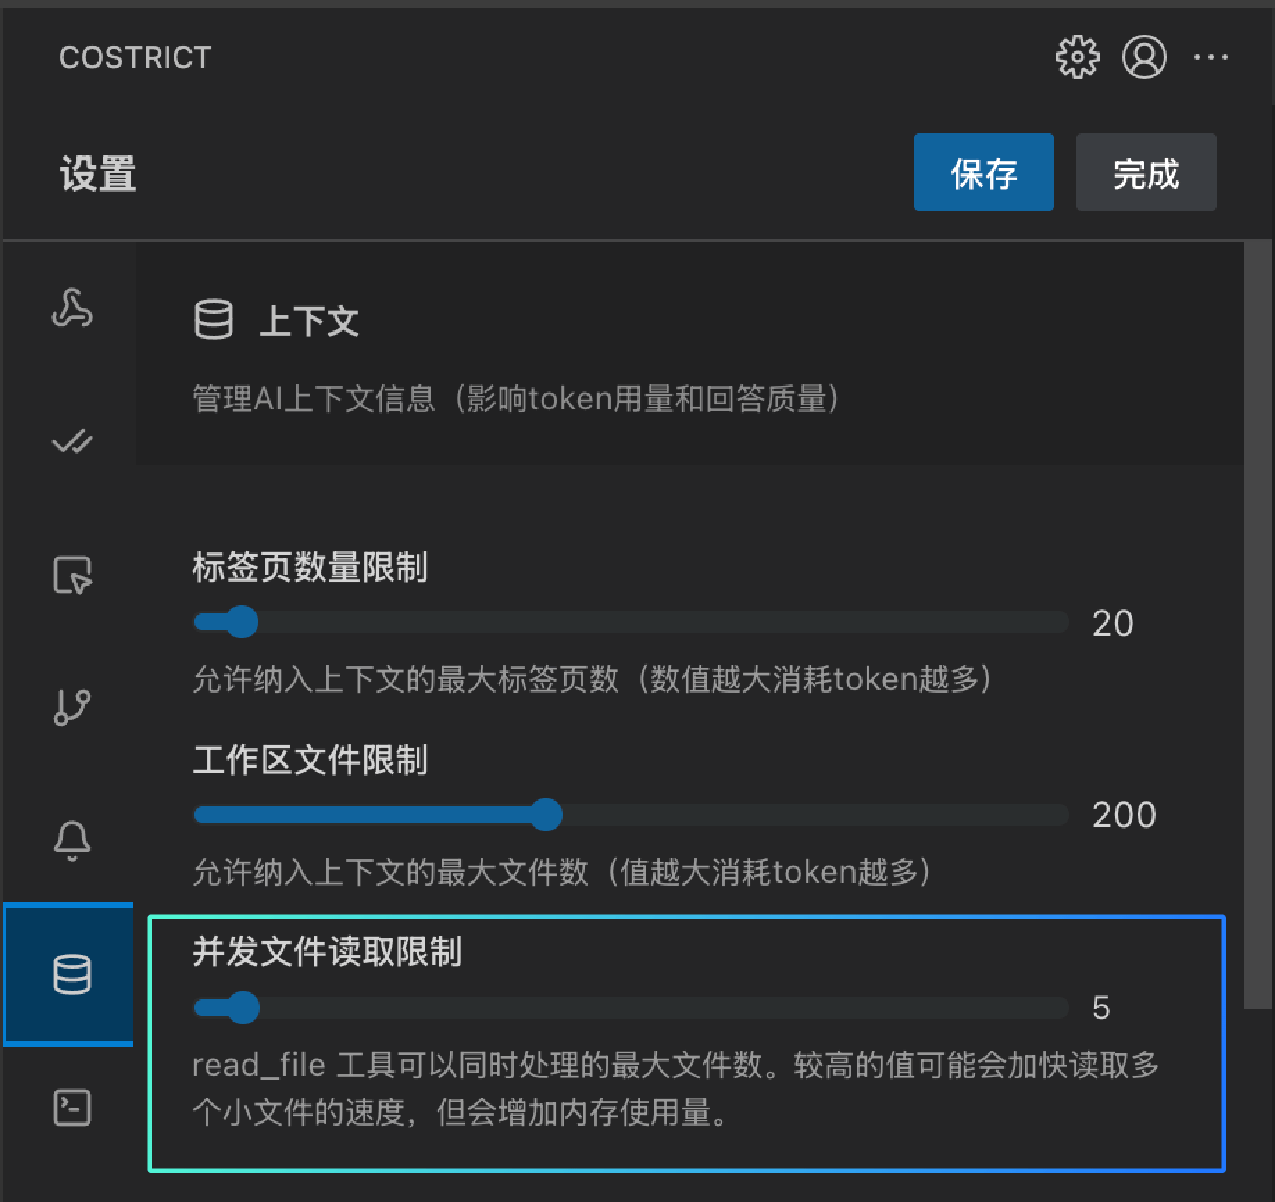 COSTRICT
设置
保存
完成
上下文
管理AI上下文信息（影响token用量和回答质量）
标签页数量限制
20
允许纳入上下文的最大标签页数（数值越大消耗token越多）
工作区文件限制
200
允许纳入上下文的最大文件数（值越大消耗token越多）
并发文件读取限制
5
read_file 工具可以同时处理的最大文件数。较高的值可能会加快读取多
个小文件的速度，但会增加内存使用量。